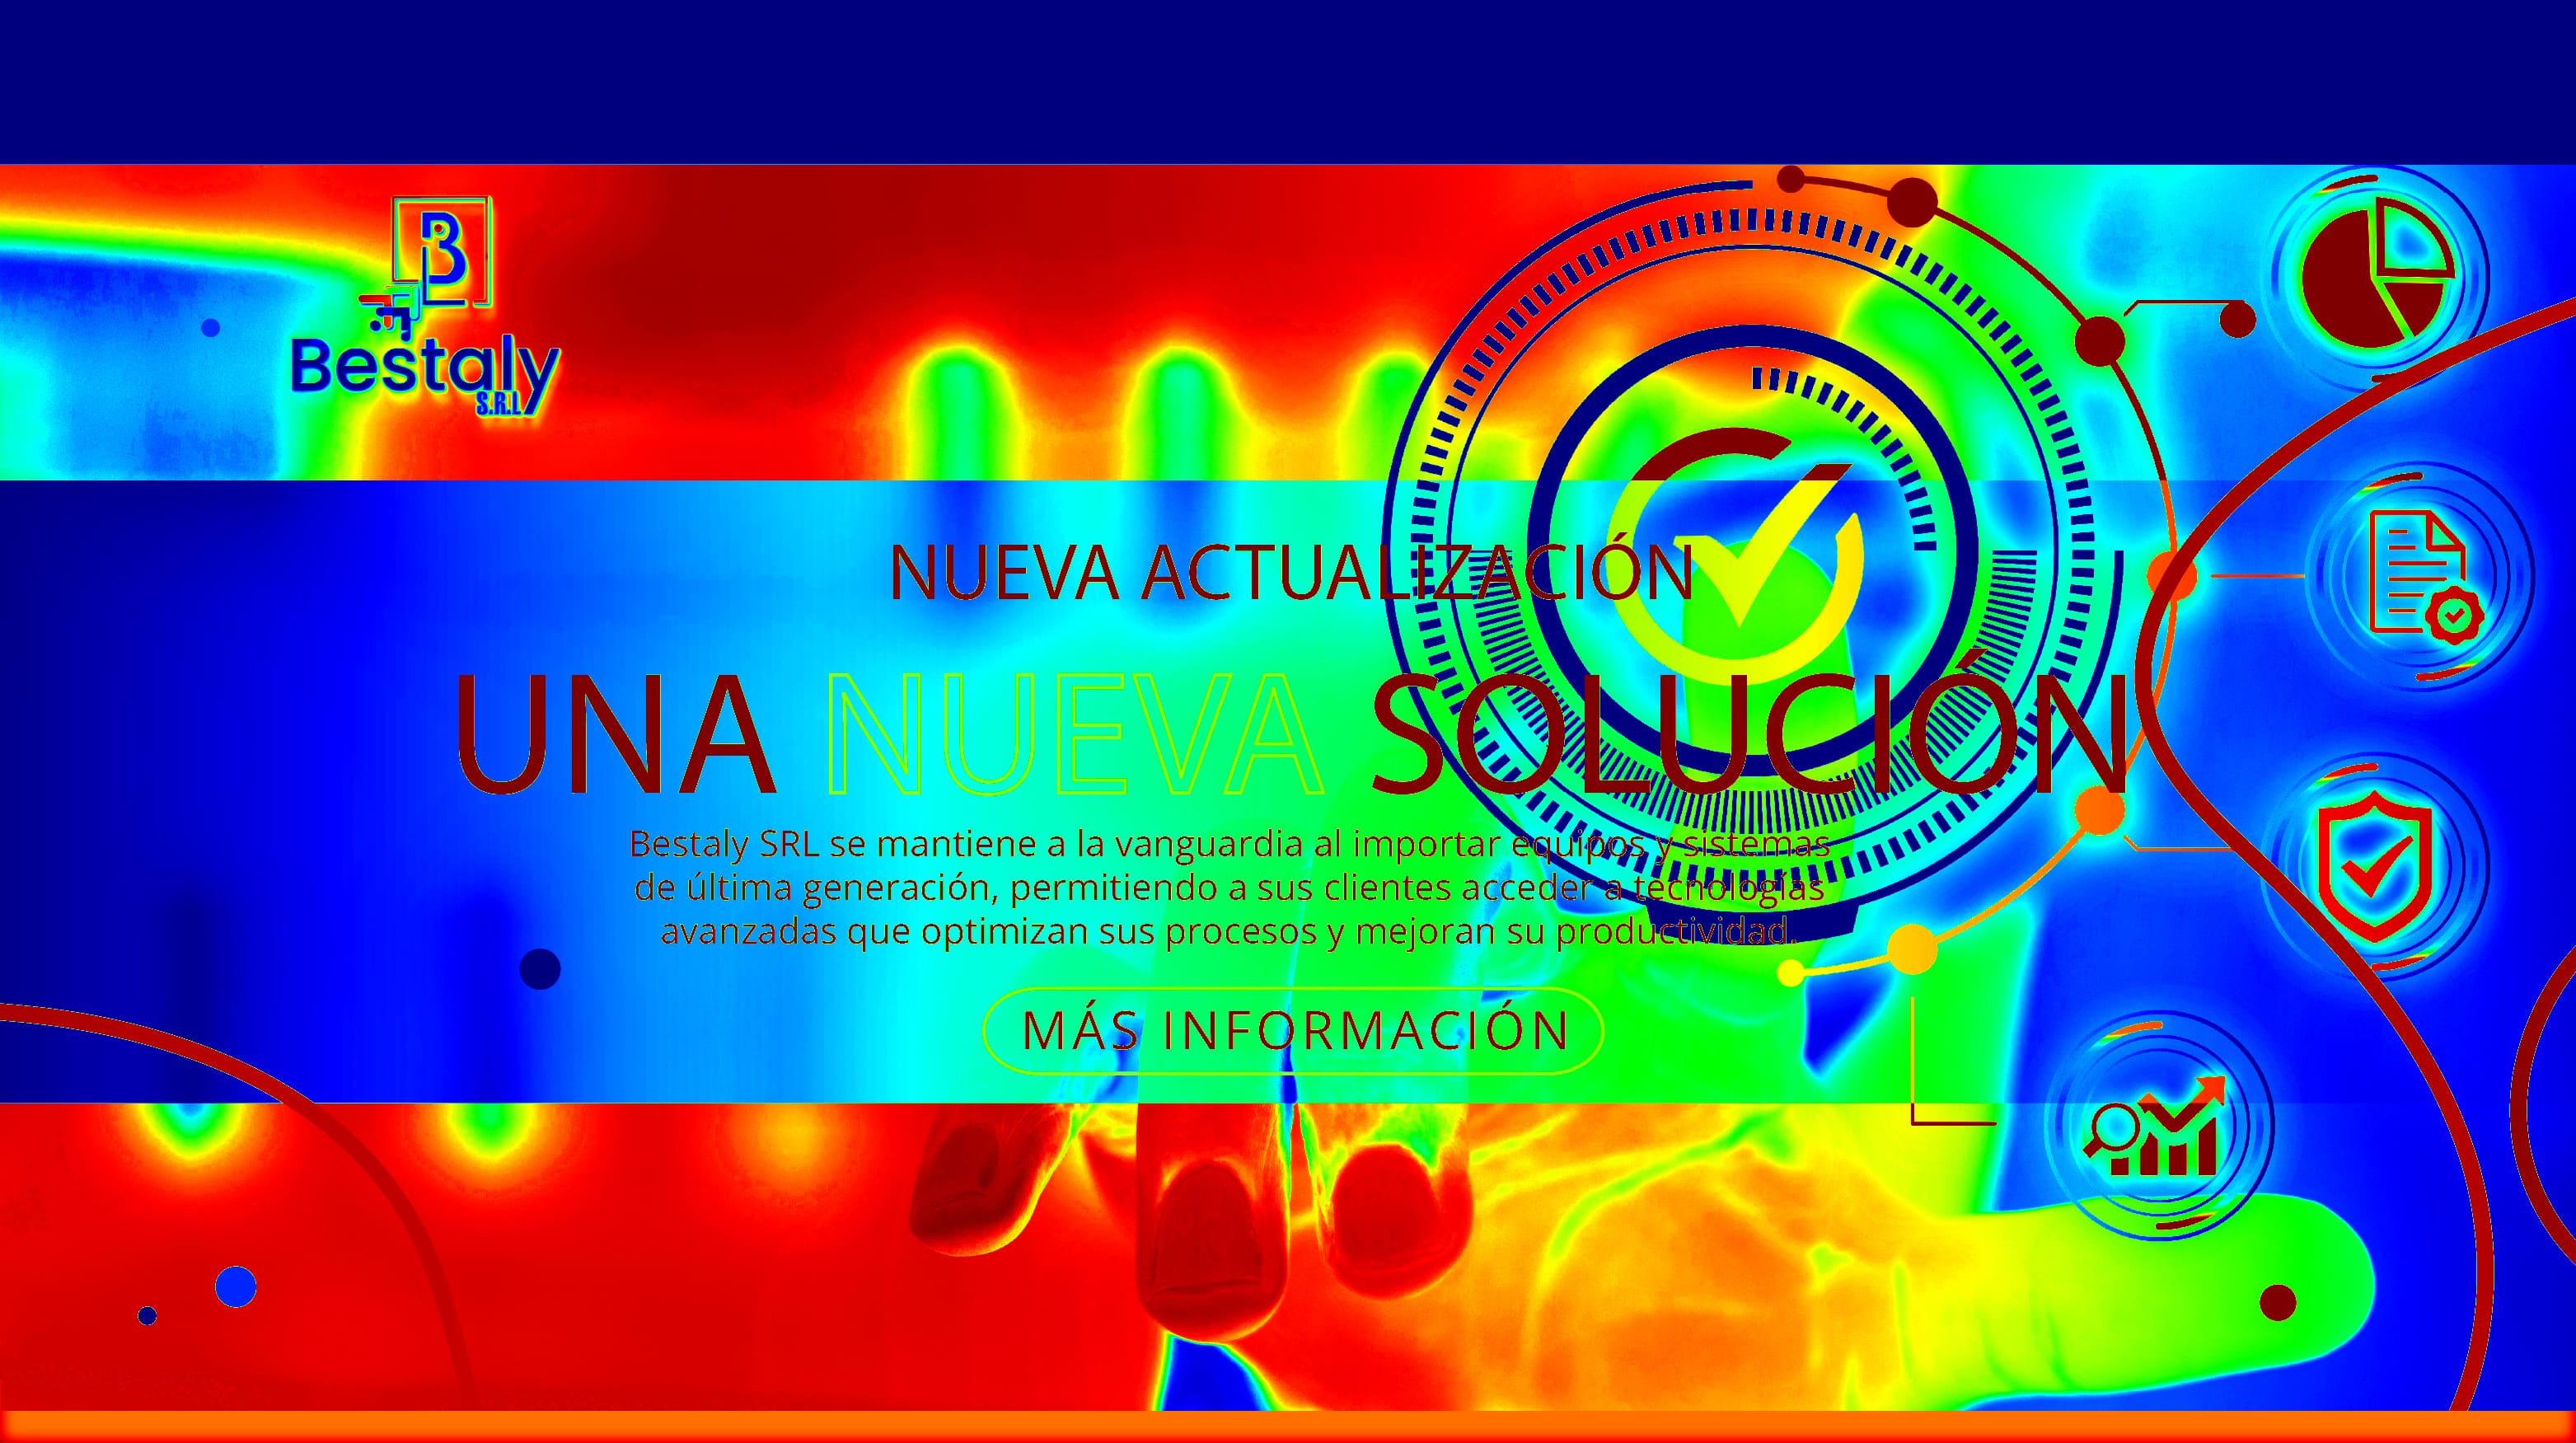 B
Bestaly
S.R.L
NUEVA ACTUALIZACIÓN
UNA NUEVA SOLUCIÓN
Bestaly SRL se mantiene a la vanguardia al importar equipos y sistemas
de última generación, permitiendo a sus clientes acceder a tecnologías
avanzadas que optimizan sus procesos y mejoran su productividad.
MÁS INFORMACIÓN